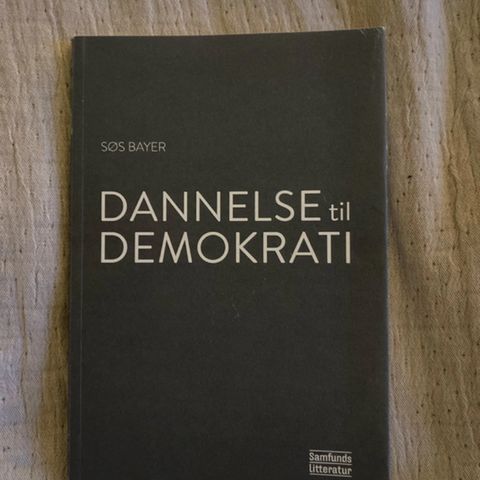 SØS BAYER
DANNELSE til
DEMOKRATI
Samfunds
litteratur